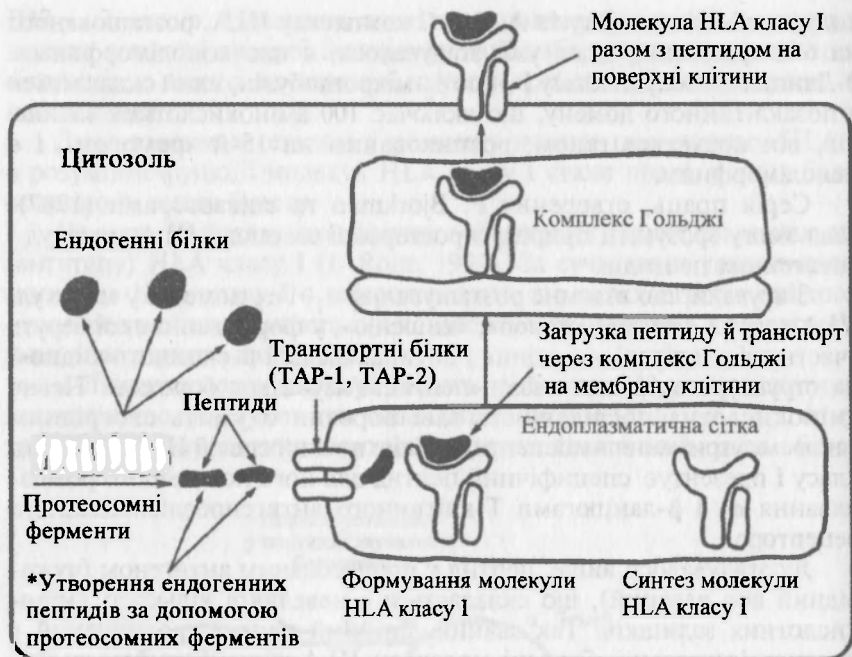 Молекула HLA класу I
разом з пептидом на
поверхні клітини
Цитозоль
Комплекс Гольджі
Ендогенні білки
Транспортні білки
(TAP-1, TAP-2)
Загрузка пептиду й транспорт
через комплекс Гольджі
на мембрану клітини
Пептиди
Ендоплазматична сітка
Протеосомні
ферменти
*Утворення ендогенних
пептидів за допомого
протеосомних ферментів
Формування молекули
HLA класу I
Синтез молекули
HLA класу I